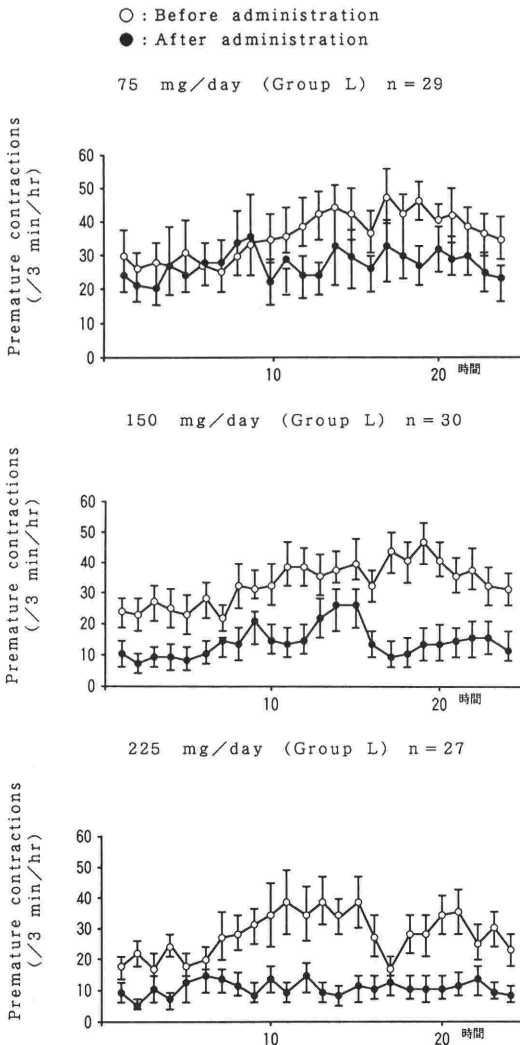 ○ : Before administration
● : After administration
75 mg/day (Group L) n=29
Premature contractions
(/3 min/hr)
60
50
40
30
20
10
0
10
20
時間
150 mg/day (Group L) n=30
Premature contractions
(/3 min/hr)
60
50
40
30
20
10
0
10
20
時間
225 mg/day (Group L) n=27
Premature contractions
(/3 min/hr)
60
50
40
30
20
10
0
10
20
時間